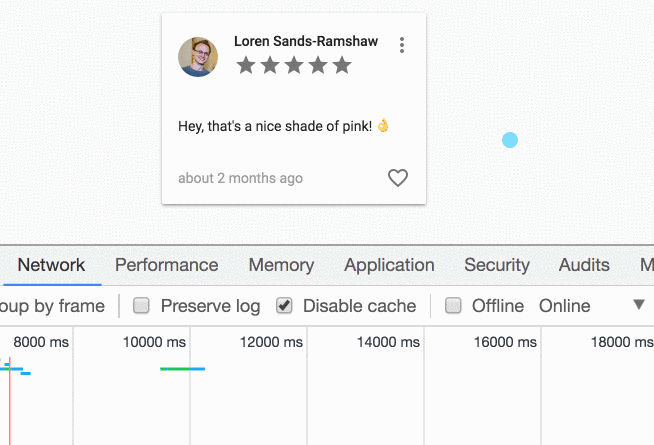 Loren Sands-Ramshaw
Hey, that's a nice shade of pink! 👌
about 2 months ago
Network Performance Memory Application Security Audits M
oup by frame Preserve log Disable cache Offline Online
8000 ms 10000 ms 12000 ms 14000 ms 16000 ms 18000 ms